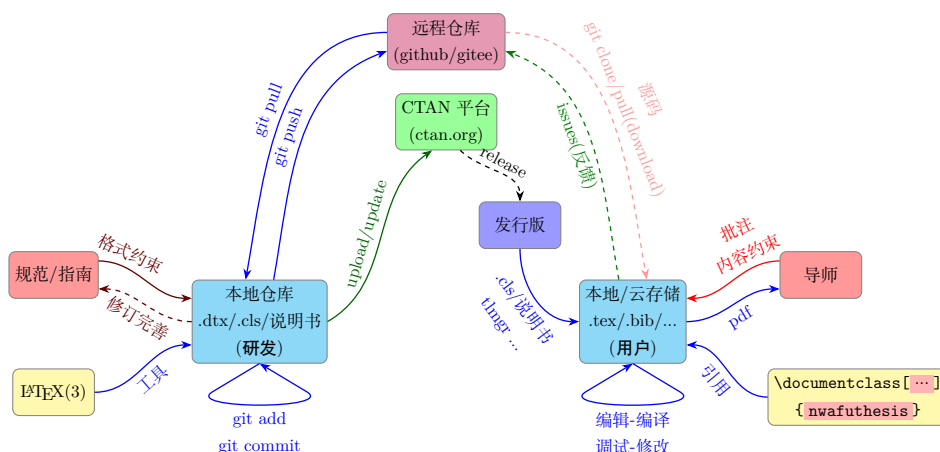 远程仓库
(github/gitee)
git pull
git push
CTAN 平台
(ctan.org)
upload/update
release
发行版
.cls/说明书
tlmgr ...
issues(反馈)
源码
git clone/pull(download)
规范/指南
格式约束
修订完善
LATEX(3)
工具
本地仓库
.dtx/.cls/说明书
(研发)
git add
git commit
本地/云存储
.tex/.bib/...
(用户)
编辑-编译
调试-修改
批注
内容约束
导师
pdf
引用
\documentclass[ ··· ]
{ nwafuthesis }